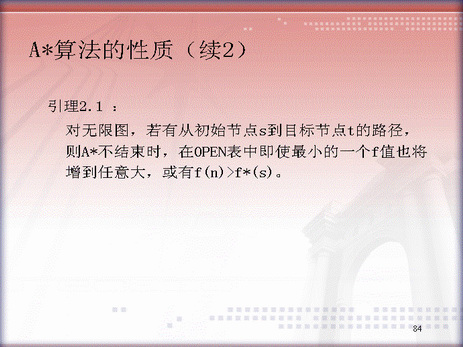 A*算法的性质（续2）
引理2.1 ：
对无限图，若有从初始节点s到目标节点t的路径，
则A*不结束时，在OPEN表中即使最小的一个f值也将
增到任意大，或有f(n)>f*(s)。
84